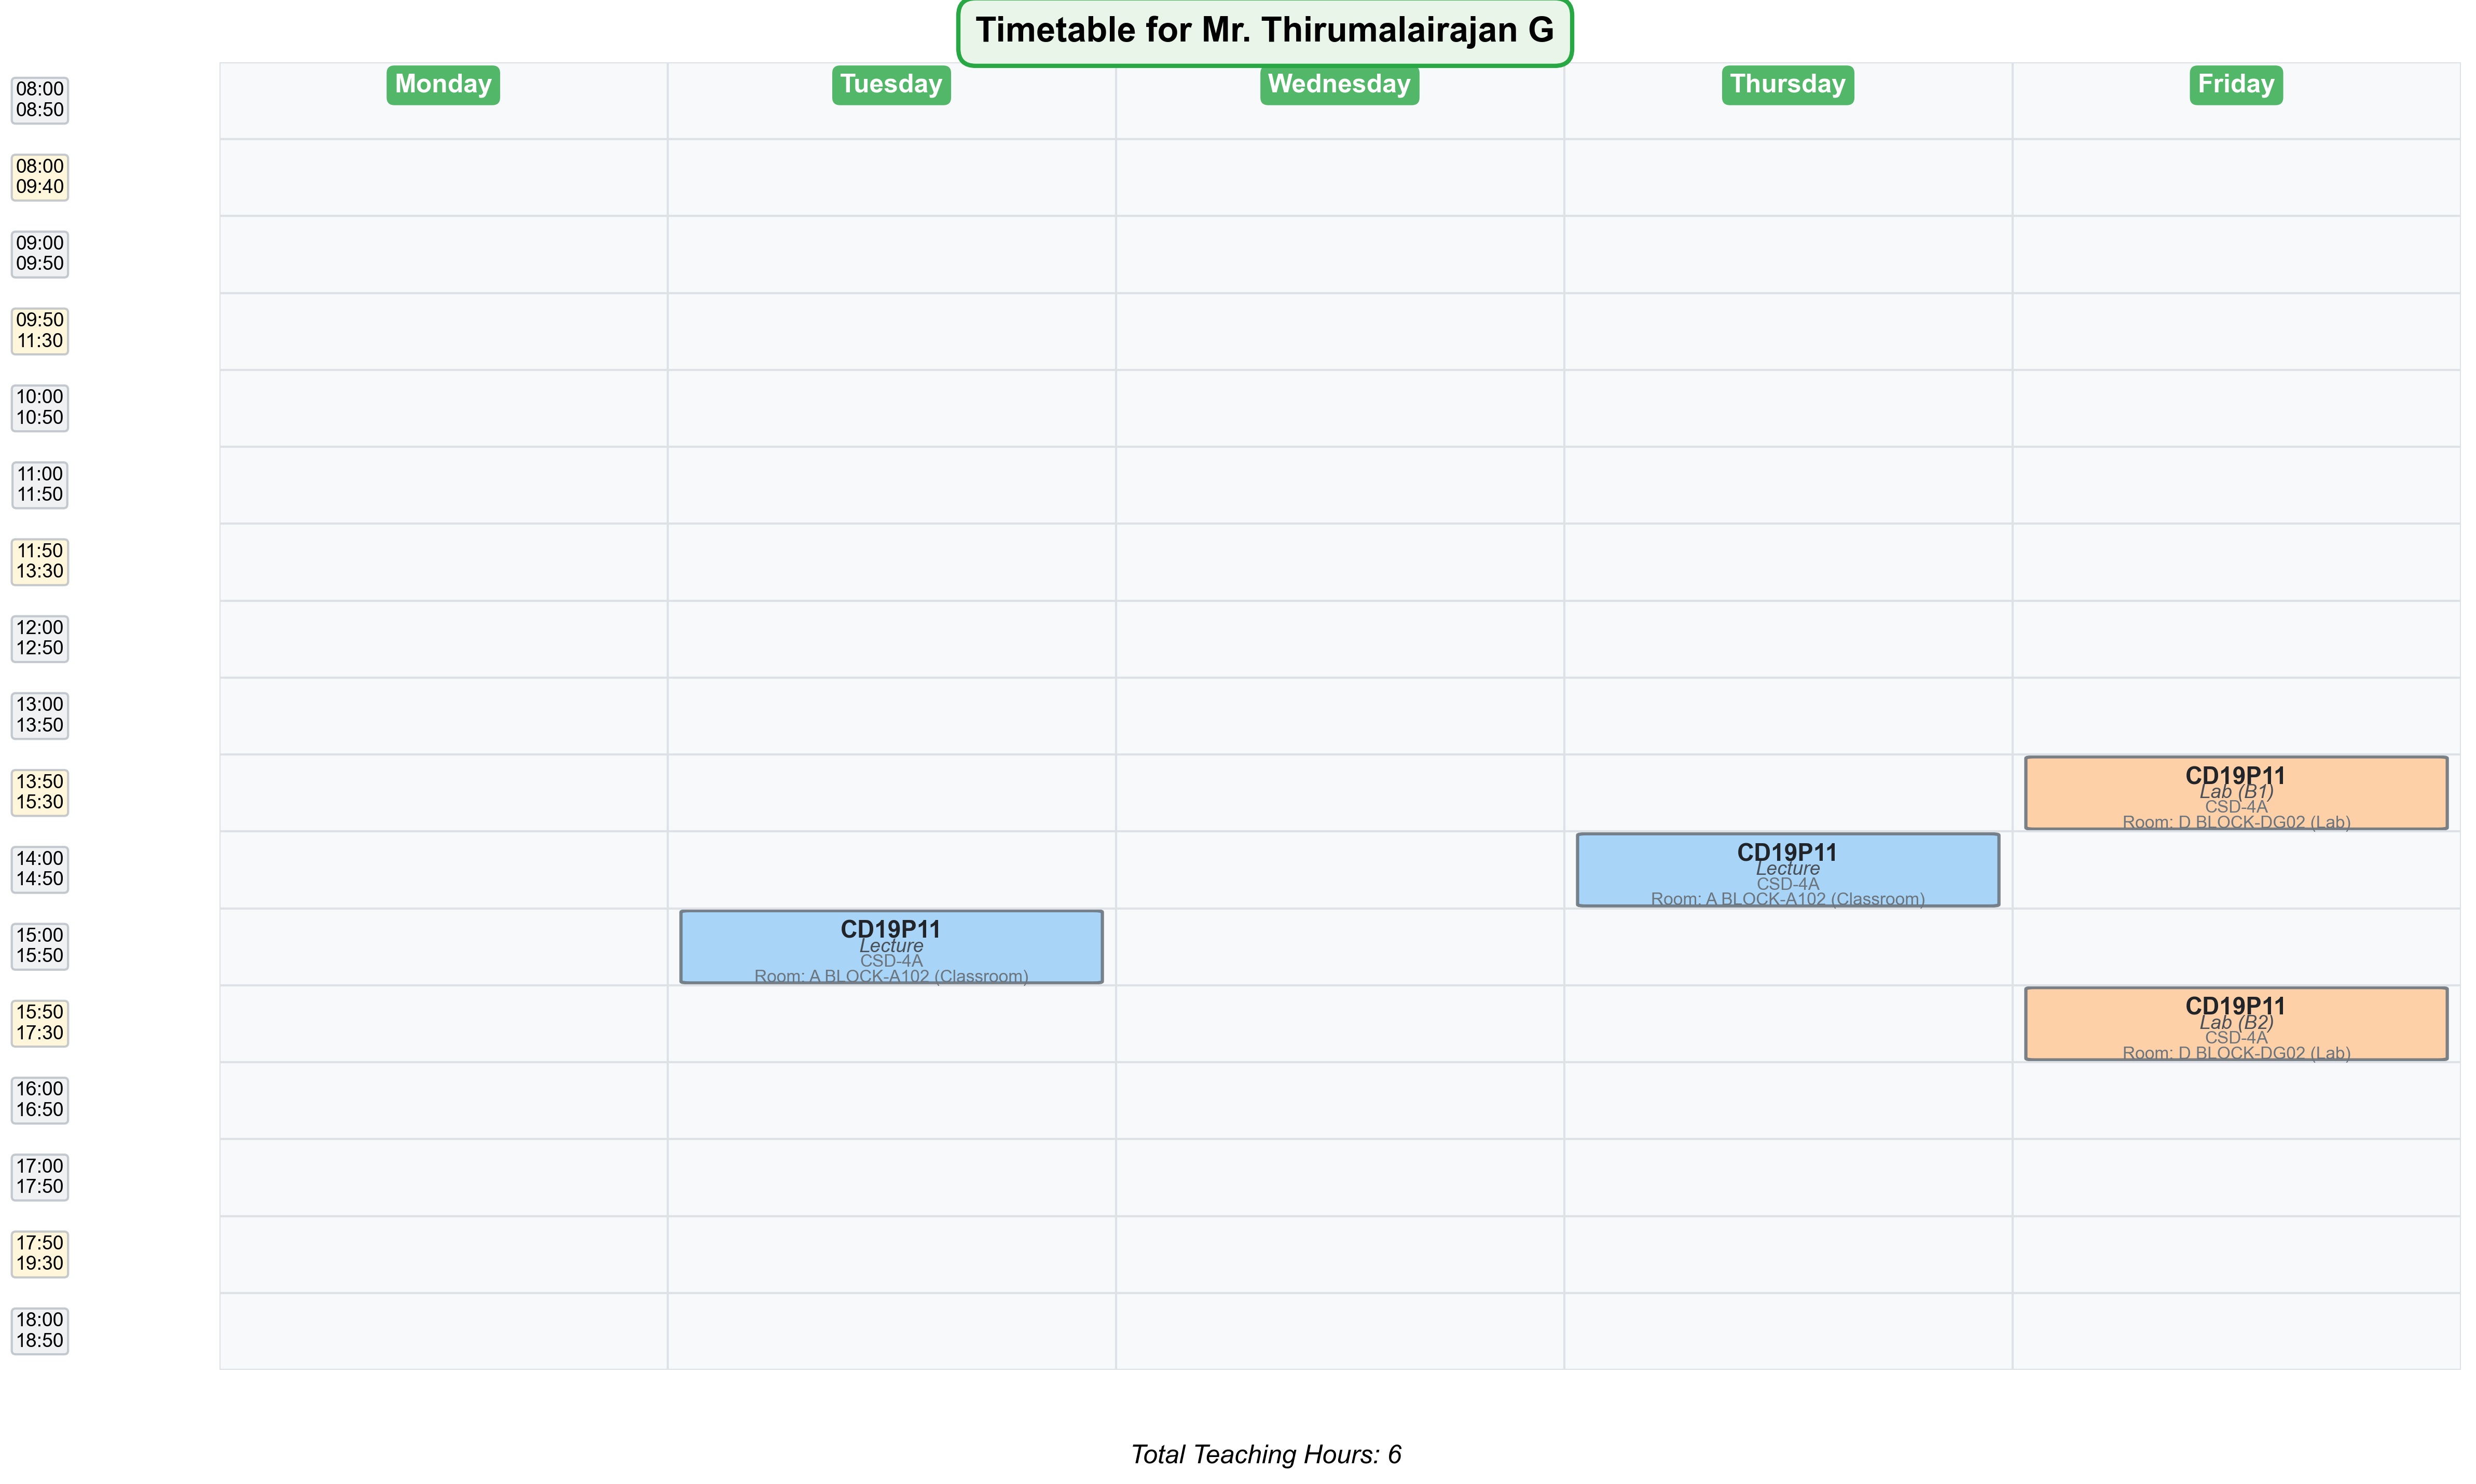 Timetable for Mr. Thirumalairajan G
Monday
Tuesday
Wednesday
Thursday
Friday
08:00
08:50
08:00
09:40
09:00
09:50
09:50
11:30
10:00
10:50
11:00
11:50
11:50
13:30
12:00
12:50
13:00
13:50
13:50
15:30
CD19P11
Lab (B1)
CSD-4A
Room: D BLOCK-DG02 (Lab)
14:00
14:50
CD19P11
Lecture
CSD-4A
Room: A BLOCK-A102 (Classroom)
15:00
15:50
CD19P11
Lecture
CSD-4A
Room: A BLOCK-A102 (Classroom)
15:50
17:30
CD19P11
Lab (B2)
CSD-4A
Room: D BLOCK-DG02 (Lab)
16:00
16:50
17:00
17:50
17:50
19:30
18:00
18:50
Total Teaching Hours: 6